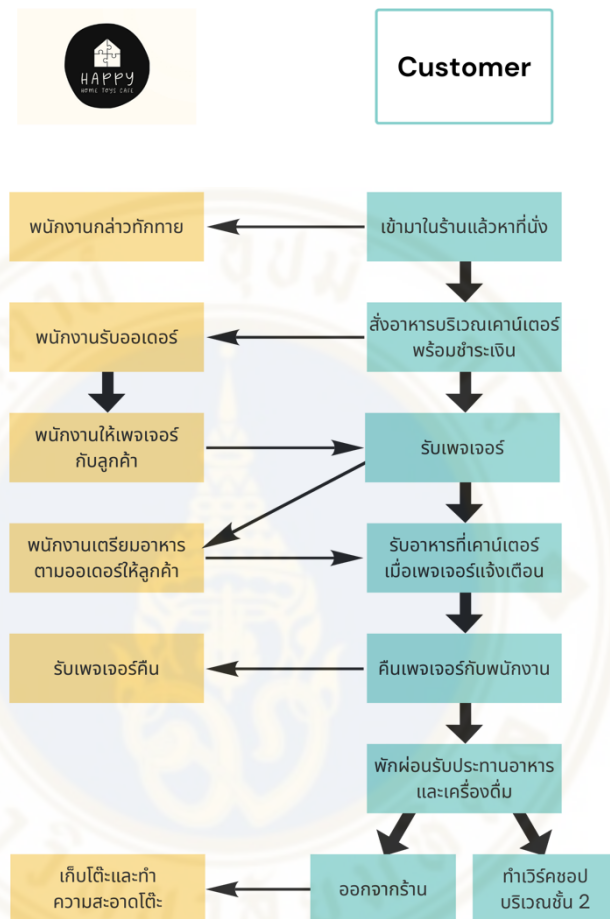 HAPPY
HOME TOYS CAFE
Customer
พนักงานกล่าวทักทาย
เข้ามาในร้านแล้วหาที่นั่ง
พนักงานรับออเดอร์
สั่งอาหารบริเวณเคาน์เตอร์
พร้อมชำระเงิน
พนักงานให้เพจเจอร์
กับลูกค้า
รับเพจเจอร์
พนักงานเตรียมอาหาร
ตามออเดอร์ให้ลูกค้า
รับอาหารที่เคาน์เตอร์
เมื่อเพจเจอร์แจ้งเตือน
รับเพจเจอร์คืน
คืนเพจเจอร์กับพนักงาน
พักผ่อนรับประทานอาหาร
และเครื่องดื่ม
เก็บโต๊ะและทำ
ความสะอาดโต๊ะ
ออกจากร้าน
ทำเวิร์คชอป
บริเวณชั้น 2